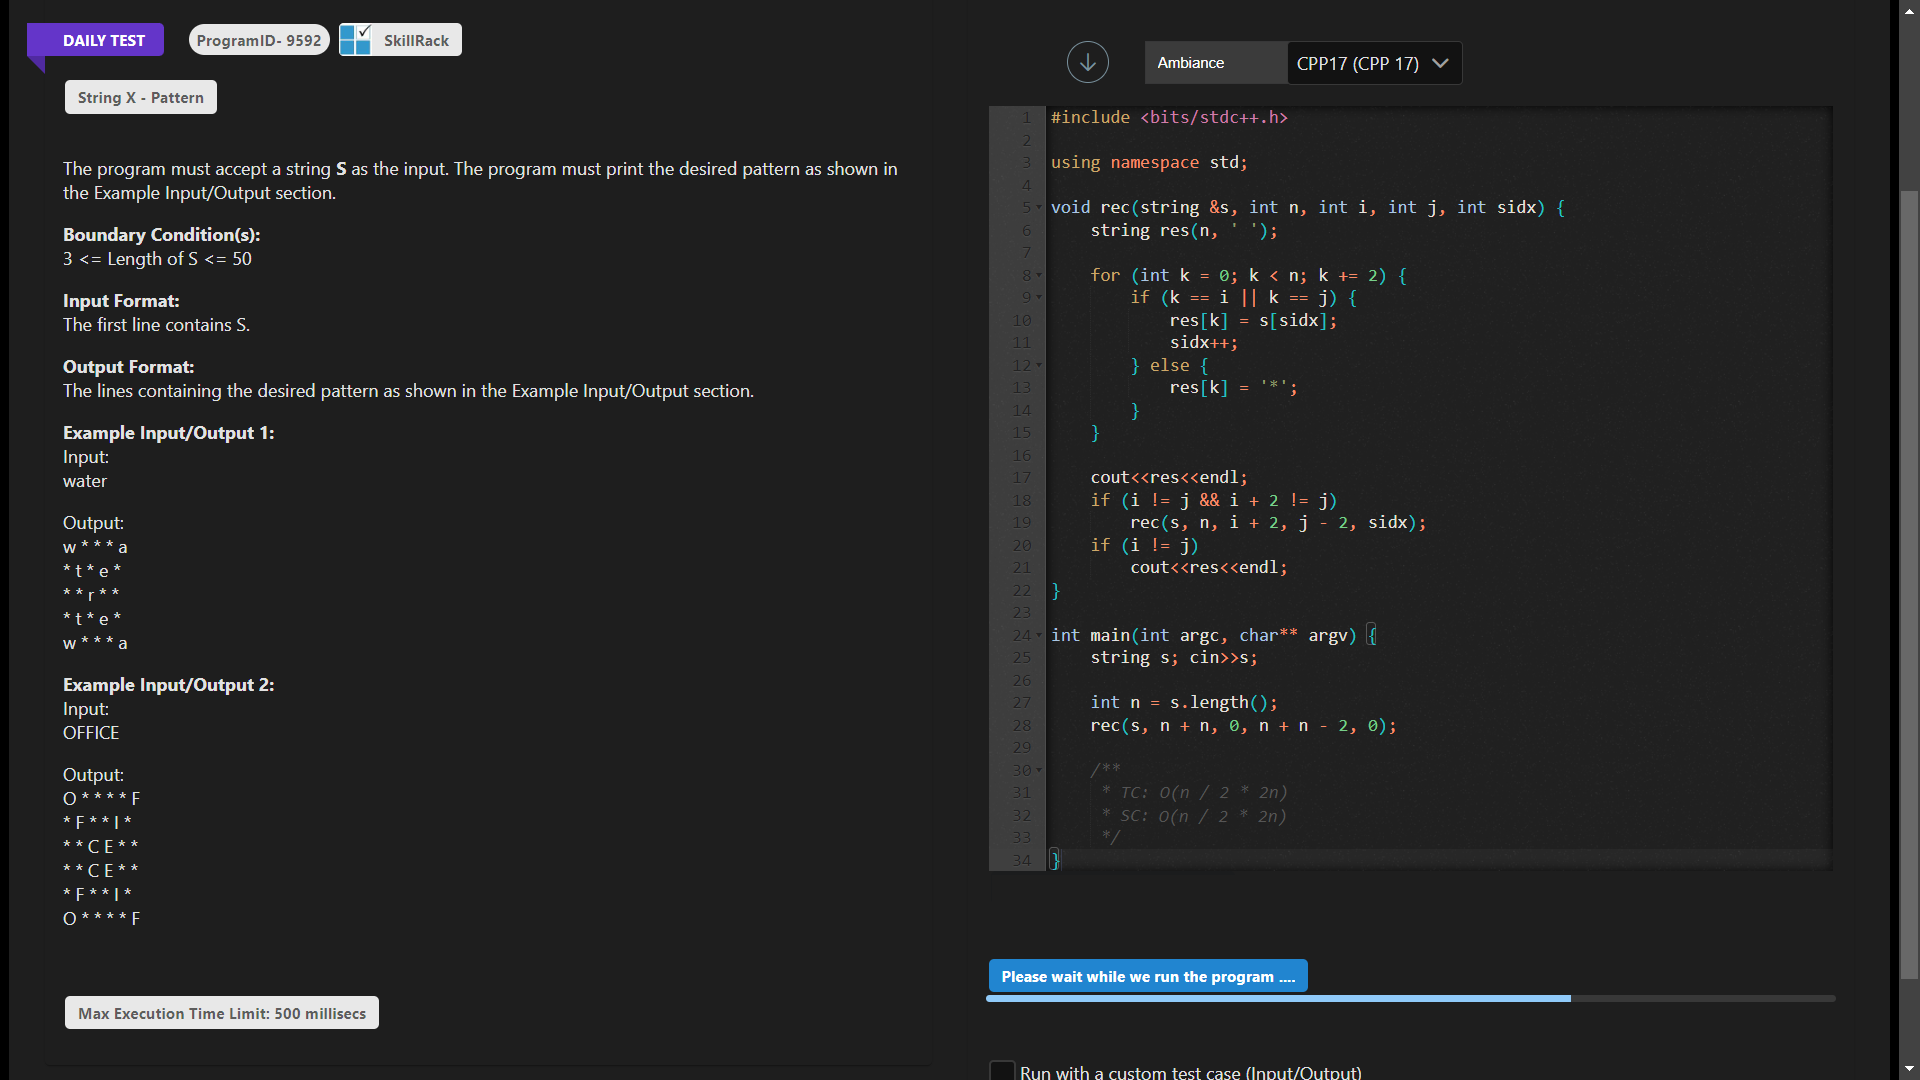 DAILY TEST
ProgramID- 9592
SkillRack
String X - Pattern
The program must accept a string S as the input. The program must print the desired pattern as shown in
the Example Input/Output section.
Boundary Condition(s):
3 <= Length of S <= 50
Input Format:
The first line contains S.
Output Format:
The lines containing the desired pattern as shown in the Example Input/Output section.
Example Input/Output 1:
Input:
water
Output:
w * * * a
* t * e *
* * r * *
* t * e *
w * * * a
Example Input/Output 2:
Input:
OFFICE
Output:
O * * * * F
* F * * I *
* * C E * *
* * C E * *
* F * * I *
O * * * * F
Max Execution Time Limit: 500 millisecs
Ambiance
CPP17 (CPP 17)
1 #include <bits/stdc++.h>
2
3 using namespace std;
4
5 void rec(string &s, int n, int i, int j, int sidx) {
6     string res(n, ' ');
7
8     for (int k = 0; k < n; k += 2) {
9         if (k == i || k == j) {
10             res[k] = s[sidx];
11             sidx++;
12         } else {
13             res[k] = '*';
14         }
15     }
16
17     cout<<res<<endl;
18     if (i != j && i + 2 != j)
19         rec(s, n, i + 2, j - 2, sidx);
20     if (i != j)
21         cout<<res<<endl;
22 }
23
24 int main(int argc, char** argv) {
25     string s; cin>>s;
26
27     int n = s.length();
28     rec(s, n + n, 0, n + n - 2, 0);
29
30     /**
31      * TC: O(n / 2 * 2n)
32      * SC: O(n / 2 * 2n)
33      */
34 }
Please wait while we run the program ....
Run with a custom test case (Input/Output)